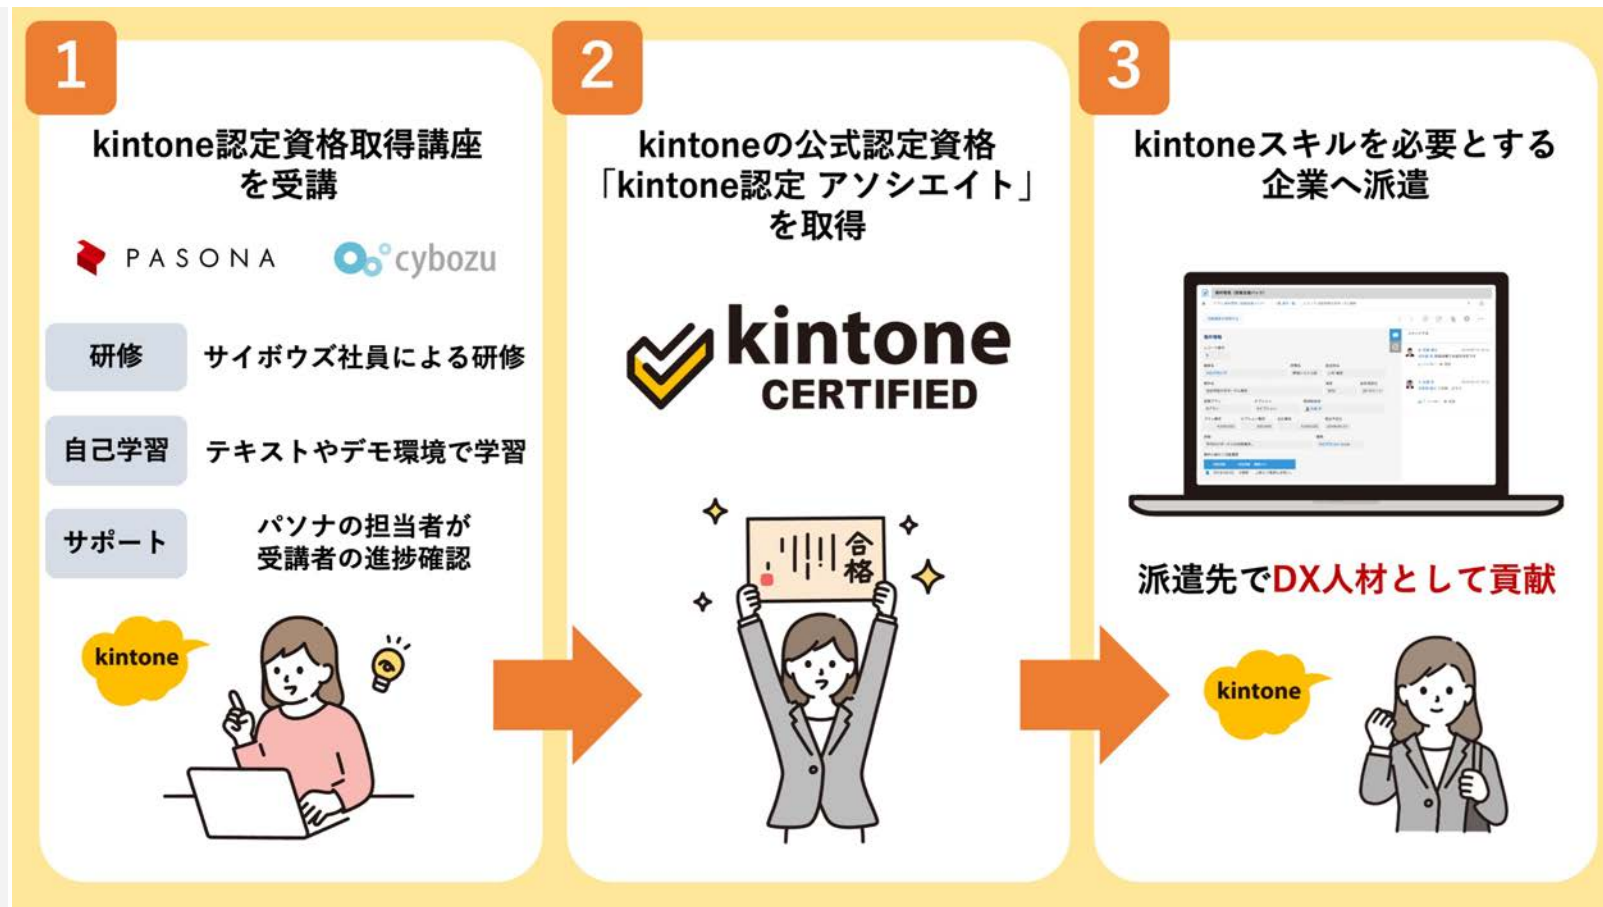 1
kintone認定資格取得講座
を受講
PASONA
cybozu
研修
サイボウズ社員による研修
自己学習
テキストやデモ環境で学習
サポート
パソナの担当者が
受講者の進捗確認
kintone
2
kintoneの公式認定資格
「kintone認定 アソシエイト」
を取得
kintone
CERTIFIED
合格
3
kintoneスキルを必要とする
企業へ派遣
派遣先でDX人材として貢献
kintone